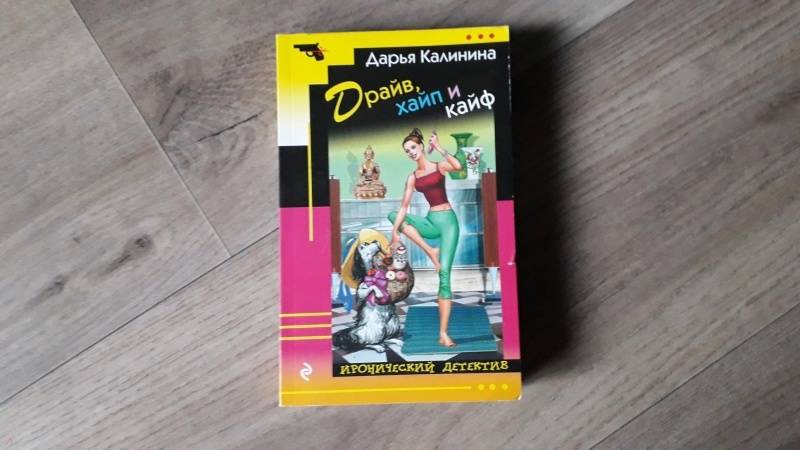 Дарья Калинина
Драйв,
хайп и
кайф
ИРОНИЧЕСКИЙ ДЕТЕКТИВ